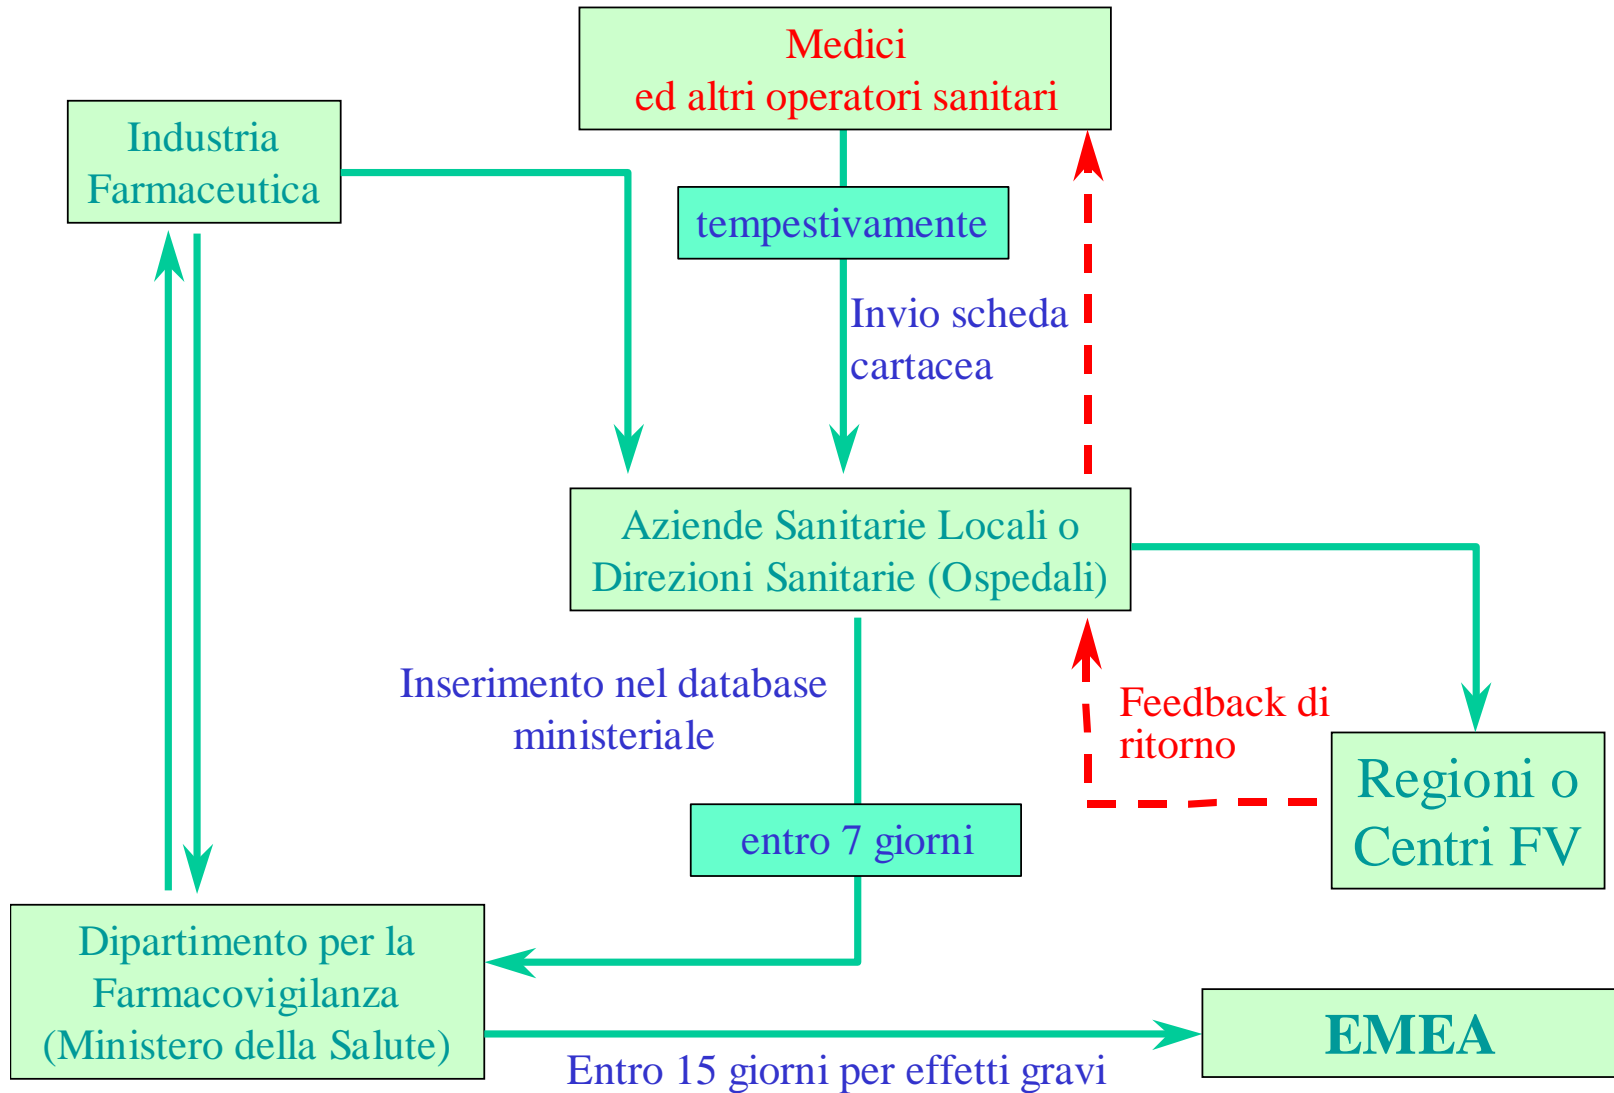 Medici
ed altri operatori sanitari
Industria
Farmaceutica
tempestivamente
Invio scheda
cartacea
Aziende Sanitarie Locali o
Direzioni Sanitarie (Ospedali)
Inserimento nel database
ministeriale
Feedback di
ritorno
Regioni o
Centri FV
entro 7 giorni
Dipartimento per la
Farmacovigilanza
(Ministero della Salute)
EMEA
Entro 15 giorni per effetti gravi